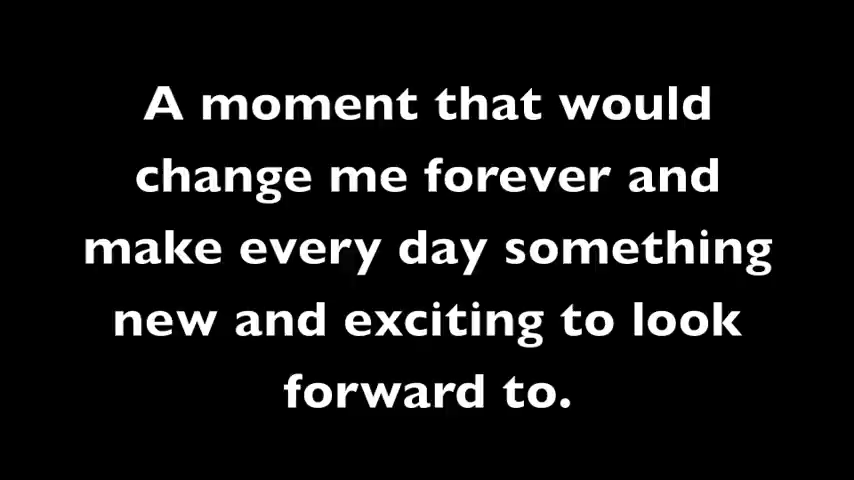 A moment that would
change me forever and
make every day something
new and exciting to look
forward to.